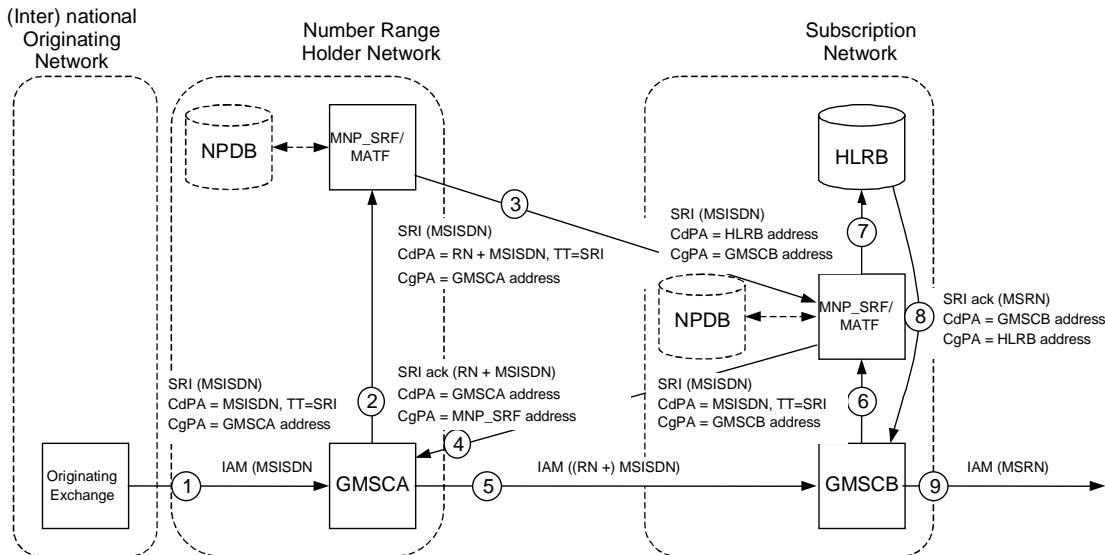 (Inter) national
Originating
Network
Number Range
Holder Network
Subscription
Network
NPDB
MNP_SRF/
MATF
HLRB
3
SRI (MSISDN)
CdPA = RN + MSISDN, TT=SRI
CgPA = GMSCA address
SRI (MSISDN)
CdPA = HLRB address
CgPA = GMSCB address
7
NPDB
MNP_SRF/
MATF
8
SRI ack (MSRN)
CdPA = GMSCB address
CgPA = HLRB address
SRI (MSISDN)
CdPA = MSISDN, TT=SRI
CgPA = GMSCA address
2
SRI ack (RN + MSISDN)
CdPA = GMSCA address
CgPA = MNP_SRF address
4
SRI (MSISDN)
CdPA = MSISDN, TT=SRI
CgPA = GMSCB address
6
Originating
Exchange
1
IAM (MSISDN
GMSCA
5
IAM ((RN +) MSISDN)
GMSCB
9
IAM (MSRN)